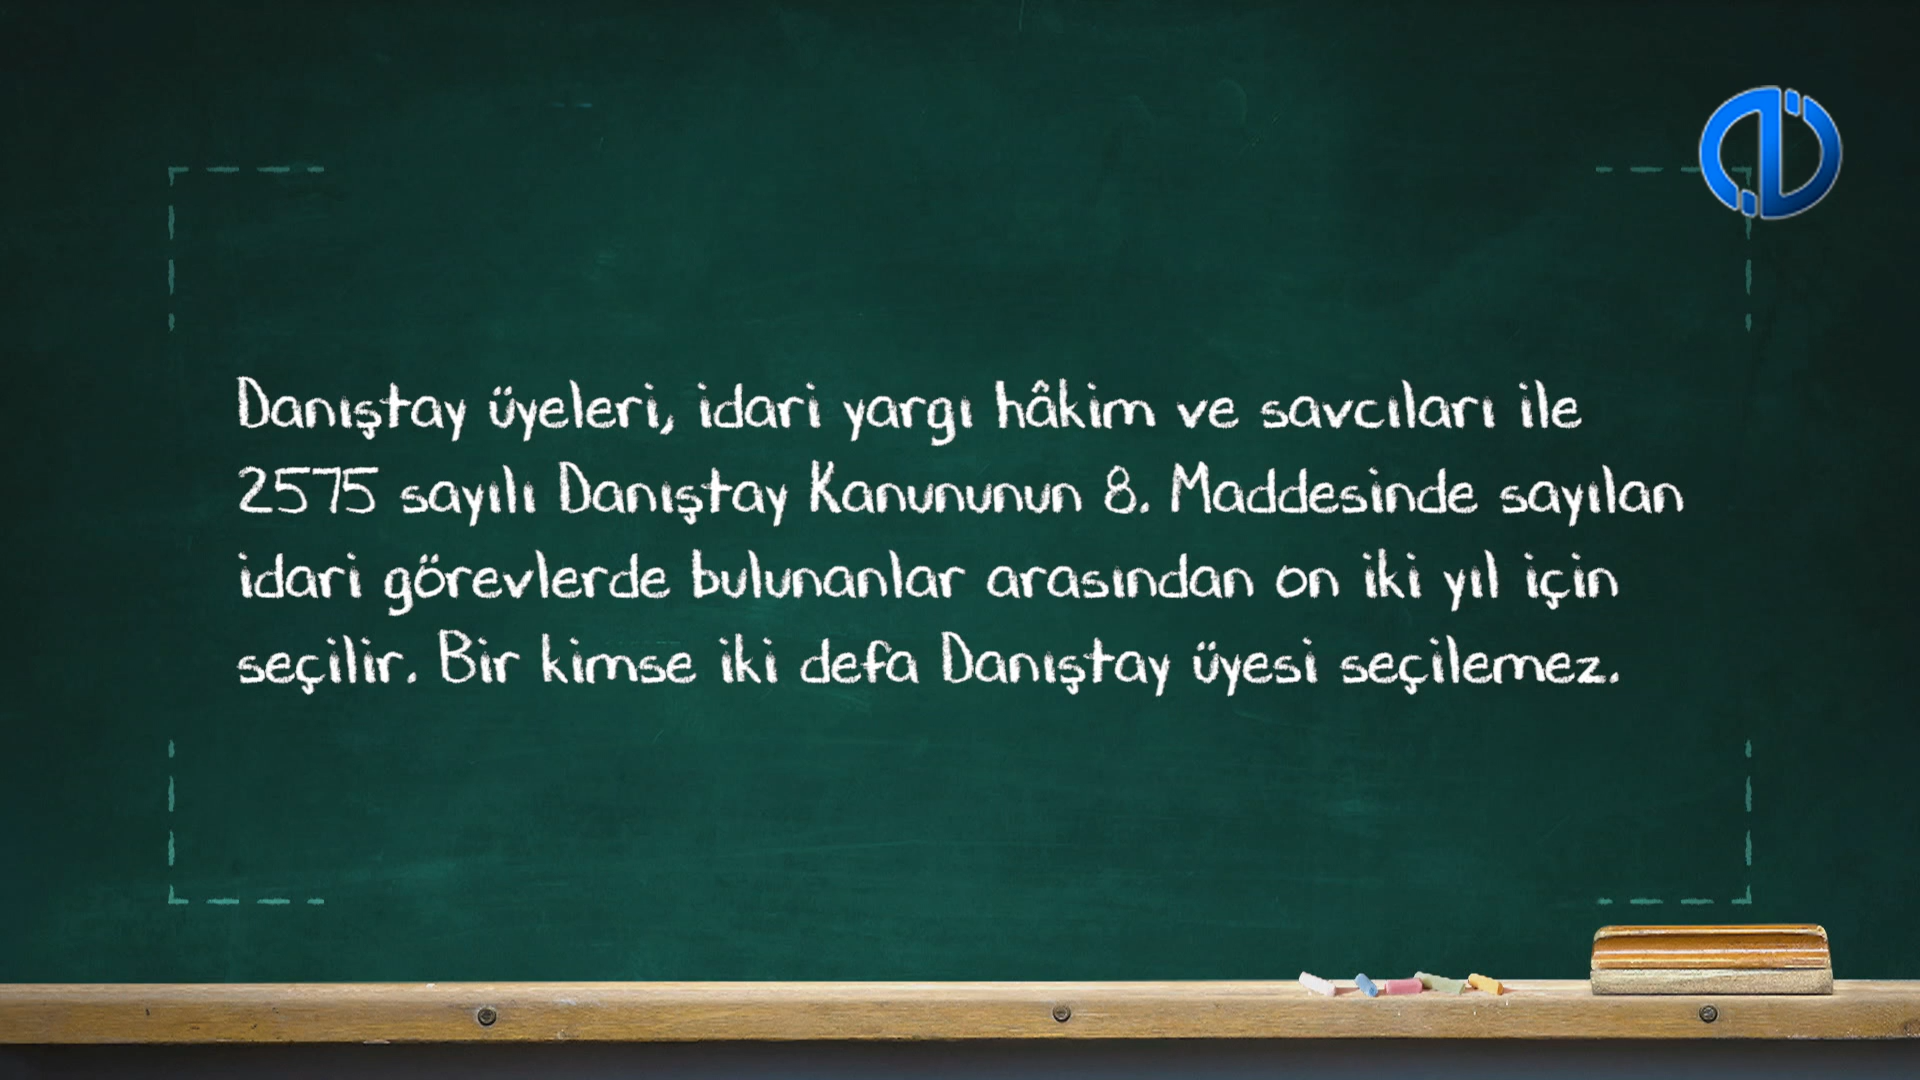 Danıştay üyeleri, idari yargı hâkim ve savcıları ile
2575 sayılı Danıştay Kanununun 8. Maddesinde sayılan
idari görevlerde bulunanlar arasından on iki yıl için
seçilir. Bir kimse iki defa Danıştay üyesi seçilemez.